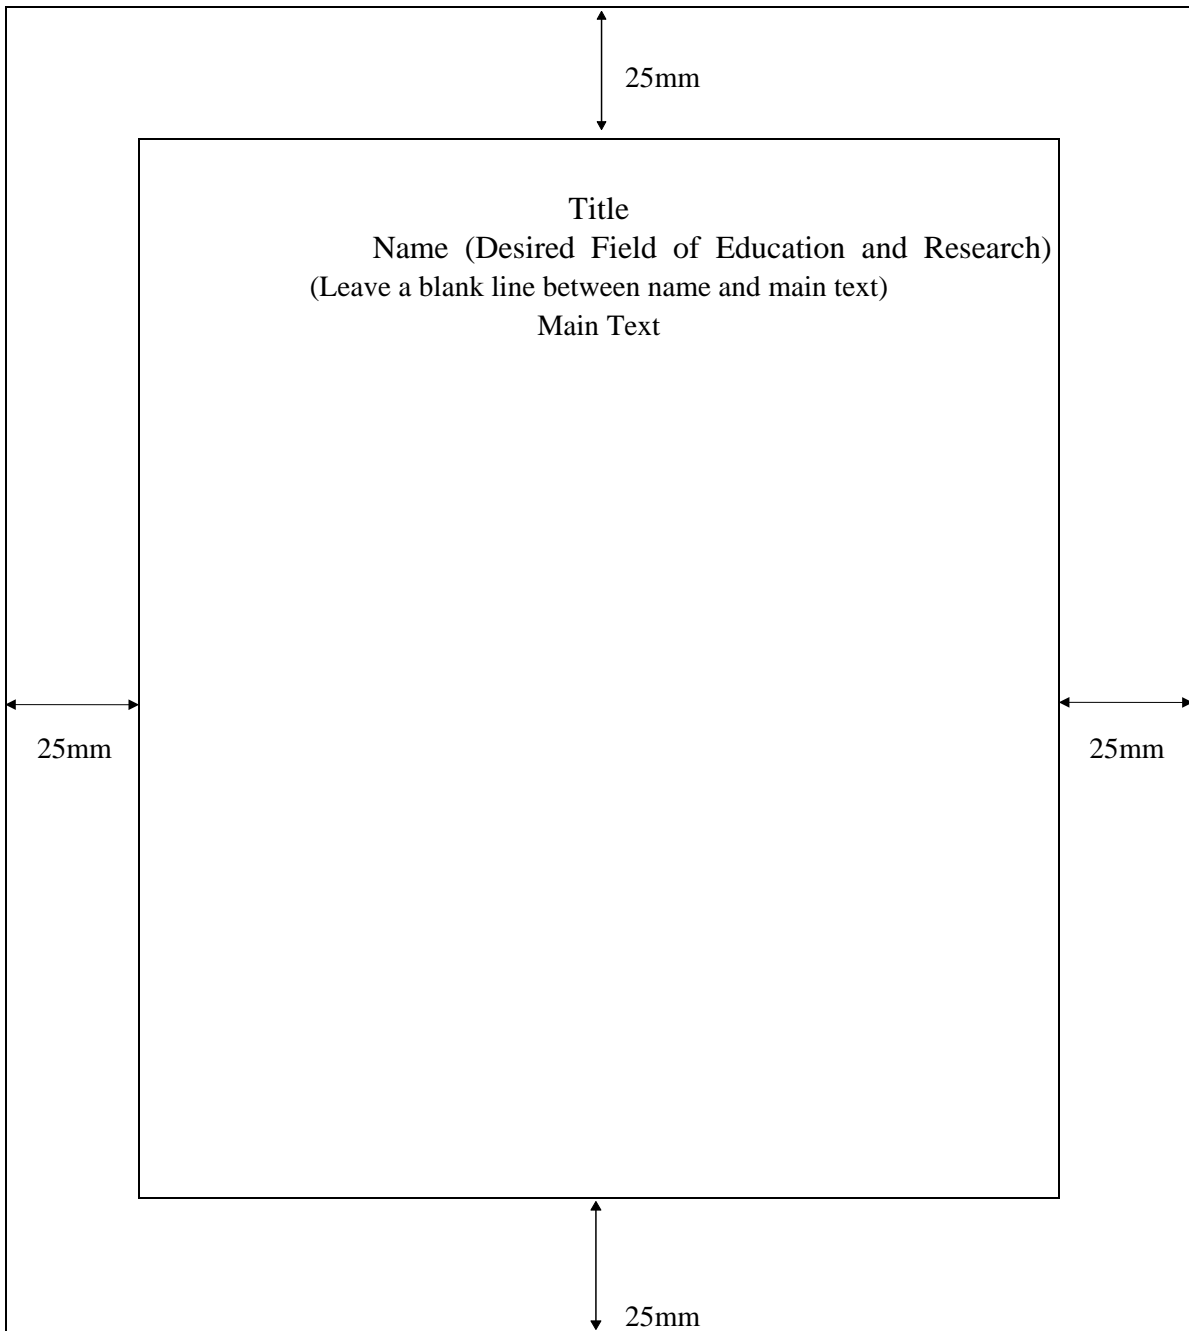 25mm
Title
Name (Desired Field of Education and Research)
(Leave a blank line between name and main text)
Main Text
25mm
25mm
25mm